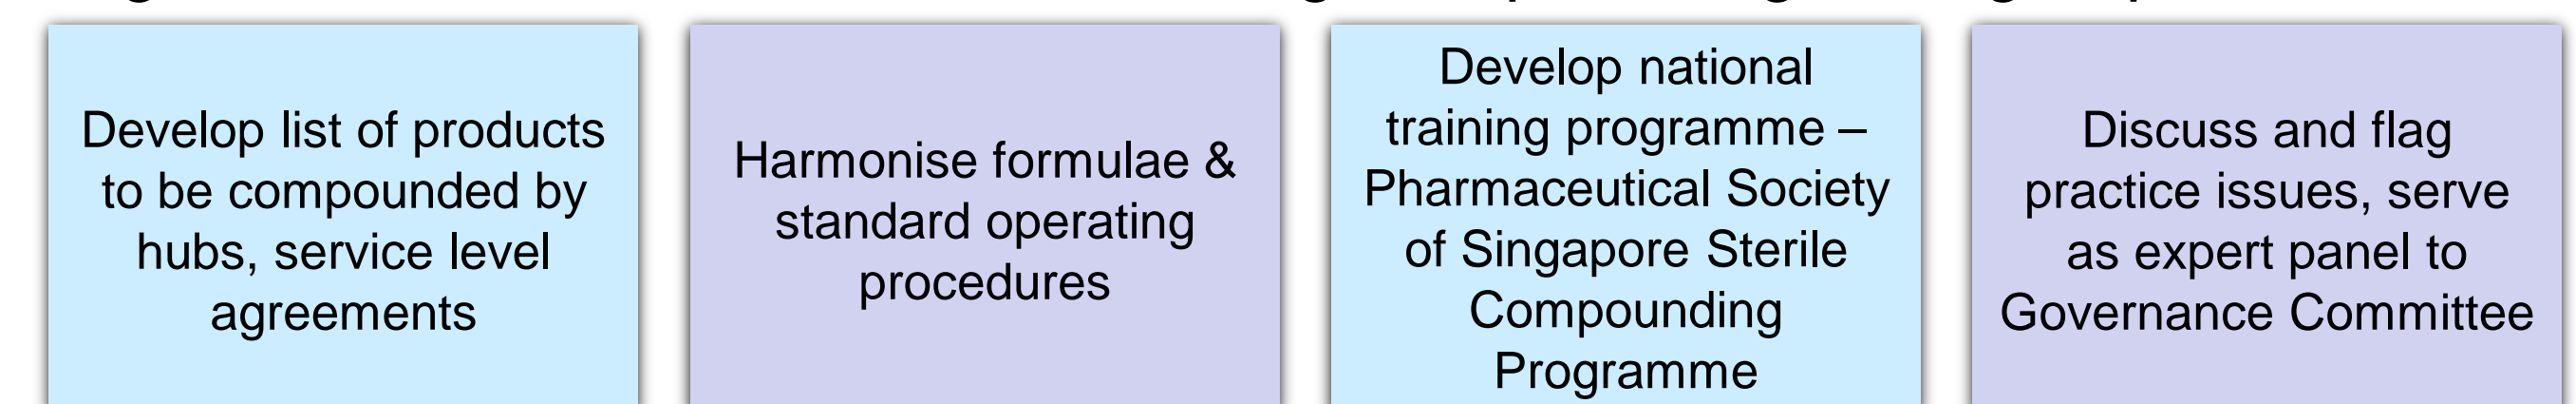 Develop list of products
to be compounded by
hubs, service level
agreements
Harmonise formulae &
standard operating
procedures
Develop national
training programme –
Pharmaceutical Society
of Singapore Sterile
Compounding
Programme
Discuss and flag
practice issues, serve
as expert panel to
Governance Committee